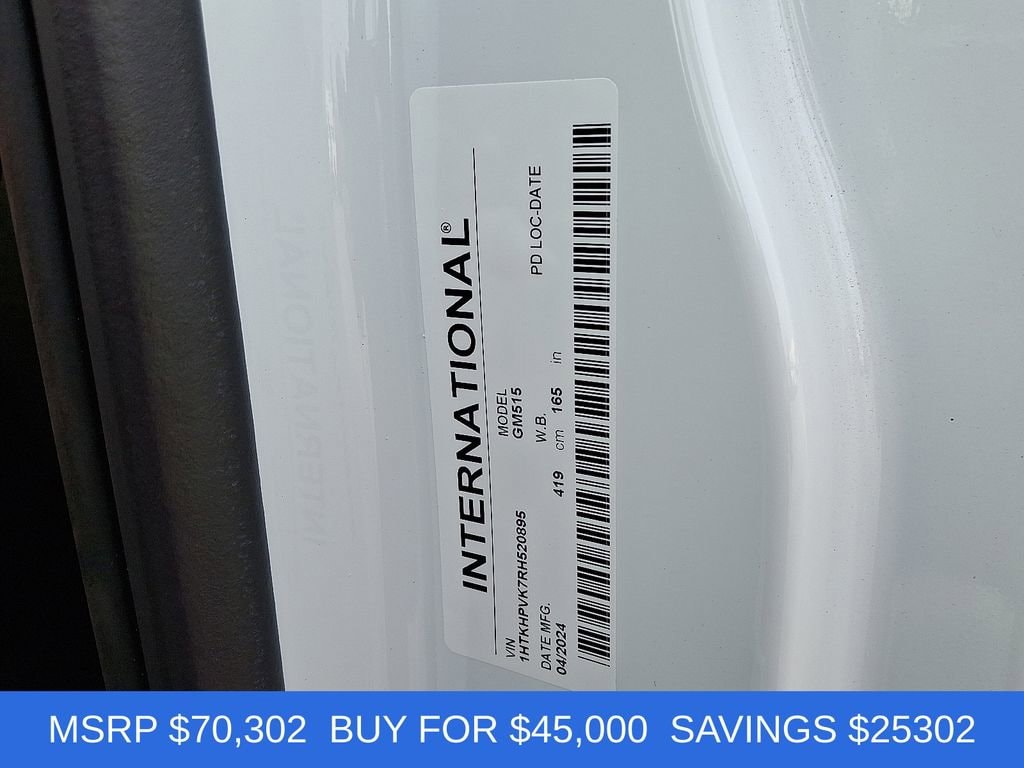 INTERNATIONAL®
VIN
1HTKHPVK7RH520895
MODEL
GM515
DATE MFG.
04/2024
W.B.
419 cm 165 in
PD LOC-DATE
MSRP $70,302 BUY FOR $45,000 SAVINGS $25302